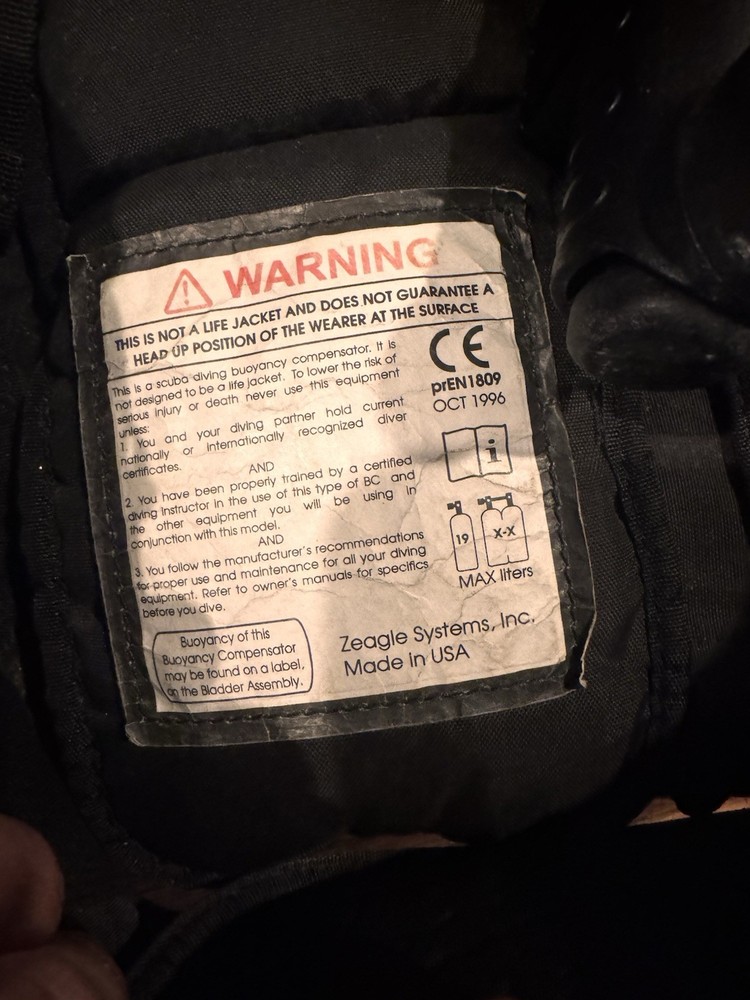 WARNING
THIS IS NOT A LIFE JACKET AND DOES NOT GUARANTEE A
HEAD UP POSITION OF THE WEARER AT THE SURFACE
This is a scuba diving buoyancy compensator. It is
not designed to be a life jacket. To lower the risk of
serious injury or death never use this equipment
unless:
1. You and your diving partner hold current
nationally or internationally recognized diver
certificates.
AND
2. You have been properly trained by a certified
diving instructor in the use of this type of BC and
the other equipment you will be using in
conjunction with this model.
AND
3. You follow the manufacturer's recommendations
for proper use and maintenance for all your diving
equipment. Refer to owner's manuals for specifics
before you dive.
CE
prEN1809
OCT 1996
i
19
X-X
MAX liters
Buoyancy of this
Buoyancy Compensator
may be found on a label,
on the Bladder Assembly.
Zeagle Systems, Inc.
Made in USA